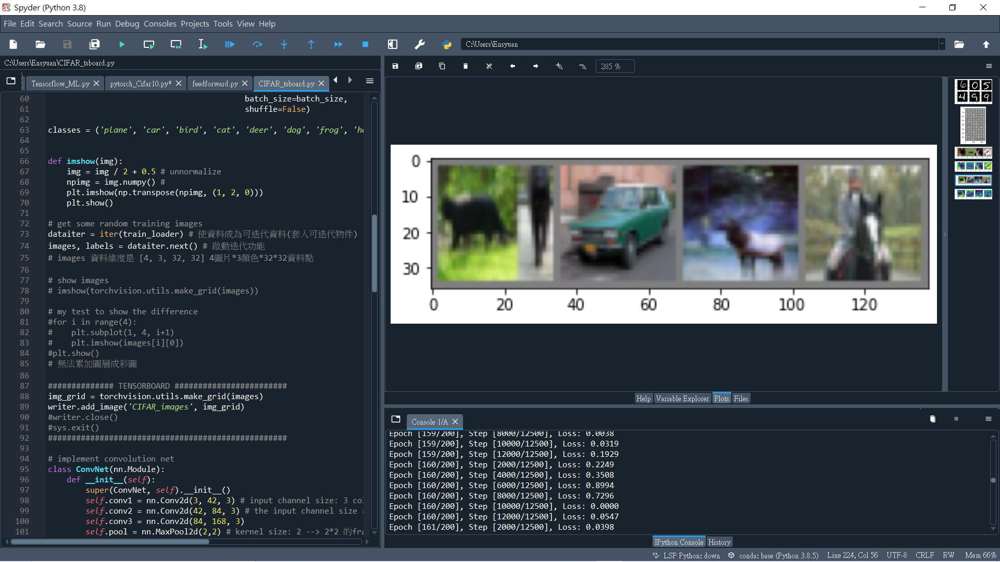 Spyder (Python 3.8)
File Edit Search Source Run Debug Consoles Projects Tools View Help
C:\Users\Ensyuan
C:\Users\Ensyuan\CIFAR_tsboard.py
Tensorflow_ML.py
pytorch_Cifar10.py*
feedforward.py
CIFAR_tsboard.py
60 batch_size=batch_size,
61 shuffle=False)
62
63 classes = ('plane', 'car', 'bird', 'cat', 'deer', 'dog', 'frog', 'ho
64
65
66 def imshow(img):
67     img = img / 2 + 0.5 # unnormalize
68     npimg = img.numpy() #
69     plt.imshow(np.transpose(npimg, (1, 2, 0)))
70     plt.show()
71
72 # get some random training images
73 dataiter = iter(train_loader) # 使資料成為可迭代資料(套入可迭代物件)
74 images, labels = dataiter.next() # 啟動迭代功能
75 # images 資料維度是 [4, 3, 32, 32] 4圖片*3顏色*32*32資料點
76
77 # show images
78 # imshow(torchvision.utils.make_grid(images))
79
80 # my test to show the difference
81 #for i in range(4):
82 #    plt.subplot(1, 4, i+1)
83 #    plt.imshow(images[i][0])
84 #plt.show()
85 # 無法累加圖層成彩圖
86
87 ############## TENSORBOARD ########################
88 img_grid = torchvision.utils.make_grid(images)
89 writer.add_image('CIFAR_images', img_grid)
90 #writer.close()
91 #sys.exit()
92 ###################################################
93
94 # implement convolution net
95 class ConvNet(nn.Module):
96     def __init__(self):
97         super(ConvNet, self).__init__()
98         self.conv1 = nn.Conv2d(3, 42, 3) # input channel size: 3 co
99         self.conv2 = nn.Conv2d(42, 84, 3) # the input channel size =
100         self.conv3 = nn.Conv2d(84, 168, 3)
101         self.pool = nn.MaxPool2d(2,2) # kernel size: 2 --> 2*2 的fra
285 %
6 0 5
4 9 9
0
10
20
30
0 20 40 60 80 100 120
Help Variable Explorer Plots Files
Console 1/A
Epoch [159/200], Step [8000/12500], Loss: 0.0038
Epoch [159/200], Step [10000/12500], Loss: 0.0319
Epoch [159/200], Step [12000/12500], Loss: 0.1929
Epoch [160/200], Step [2000/12500], Loss: 0.2249
Epoch [160/200], Step [4000/12500], Loss: 0.3508
Epoch [160/200], Step [6000/12500], Loss: 0.8994
Epoch [160/200], Step [8000/12500], Loss: 0.7296
Epoch [160/200], Step [10000/12500], Loss: 0.0000
Epoch [160/200], Step [12000/12500], Loss: 0.0547
Epoch [161/200], Step [2000/12500], Loss: 0.0398
IPython Console History
LSP Python: down conda: base (Python 3.8.5) Line 224, Col 56 UTF-8 CRLF RW Mem 66%